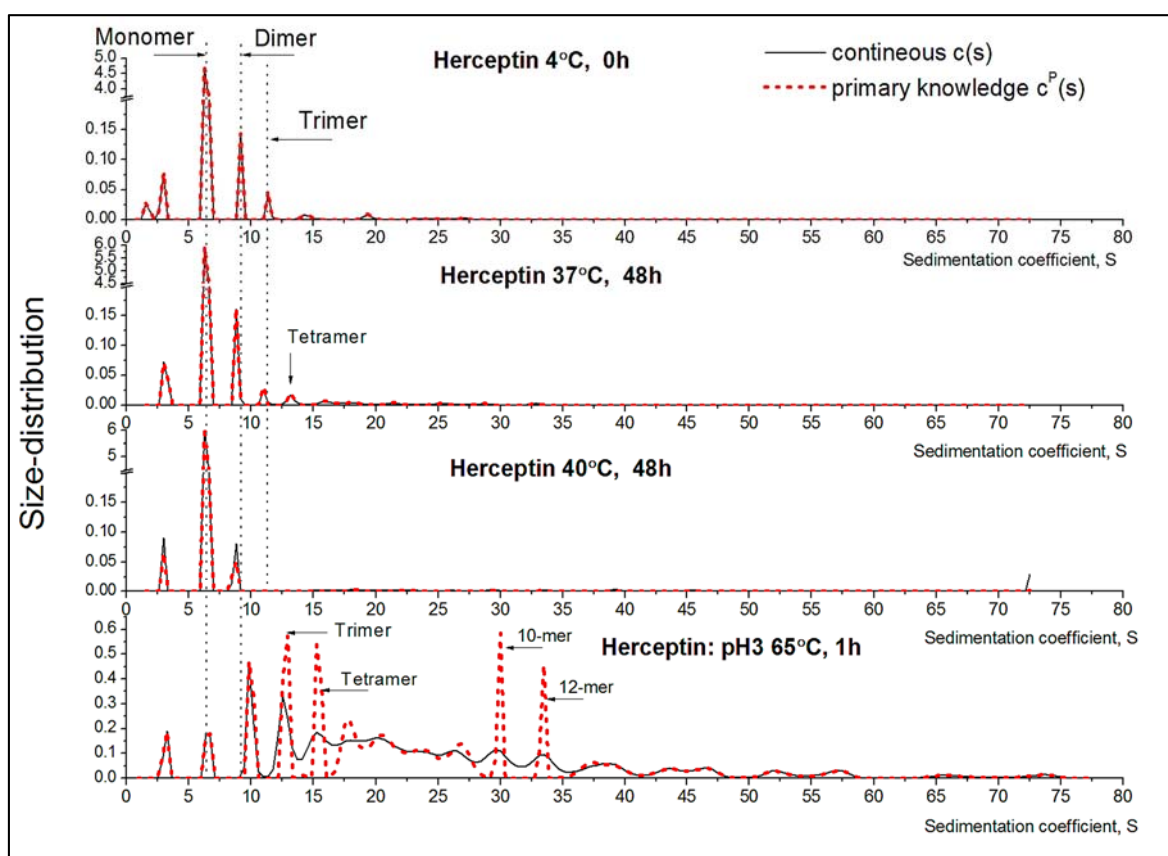 Monomer
Dimer
Herceptin 4°C, 0h
contineous c(s)
primary knowledge cᴾ(s)
Trimer
5.0
4.5
4.0
0.15
0.10
0.05
0.00
0 5 10 15 20 25 30 35 40 45 50 55 60 65 70 75 80
Sedimentation coefficient, S
Herceptin 37°C, 48h
Tetramer
6.0
5.5
5.0
4.5
0.15
0.10
0.05
0.00
0 5 10 15 20 25 30 35 40 45 50 55 60 65 70 75 80
Sedimentation coefficient, S
Herceptin 40°C, 48h
6
5
0.15
0.10
0.05
0.00
0 5 10 15 20 25 30 35 40 45 50 55 60 65 70 75 80
Sedimentation coefficient, S
Herceptin: pH3 65°C, 1h
Trimer
Tetramer
10-mer
12-mer
0.6
0.5
0.4
0.3
0.2
0.1
0.0
0 5 10 15 20 25 30 35 40 45 50 55 60 65 70 75 80
Sedimentation coefficient, S
Size-distribution